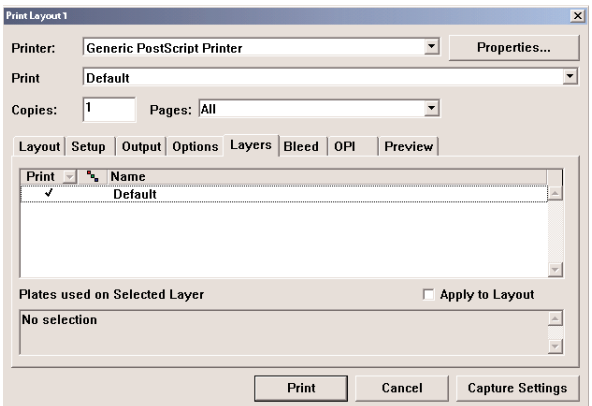 Print Layout 1
Printer: Generic PostScript Printer Properties...
Print Default
Copies: 1 Pages: All
Layout Setup Output Options Layers Bleed OPI Preview
Print Name
Default
Plates used on Selected Layer Apply to Layout
No selection
Print Cancel Capture Settings